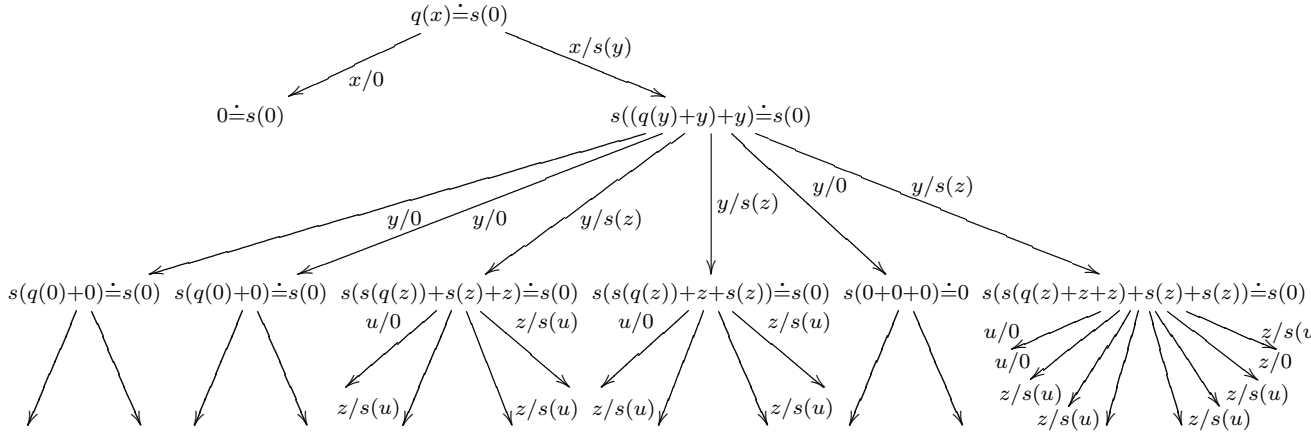 q(x)≐s(0)
x/0
x/s(y)
0≐s(0)
s((q(y)+y)+y)≐s(0)
y/0
y/0
y/s(z)
y/s(z)
y/0
y/s(z)
s(q(0)+0)≐s(0)
s(q(0)+0)≐s(0)
s(s(q(z))+s(z)+z)≐s(0)
s(s(q(z))+z+s(z))≐s(0)
s(0+0+0)≐0
s(s(q(z)+z+z)+s(z)+s(z))≐s(0)
u/0
z/s(u)
u/0
z/s(u)
u/0
z/s(u
u/0
z/0
z/s(u)
z/s(u)
z/s(u)
z/s(u)
z/s(u)
z/s(u)
z/s(u)
z/s(u)